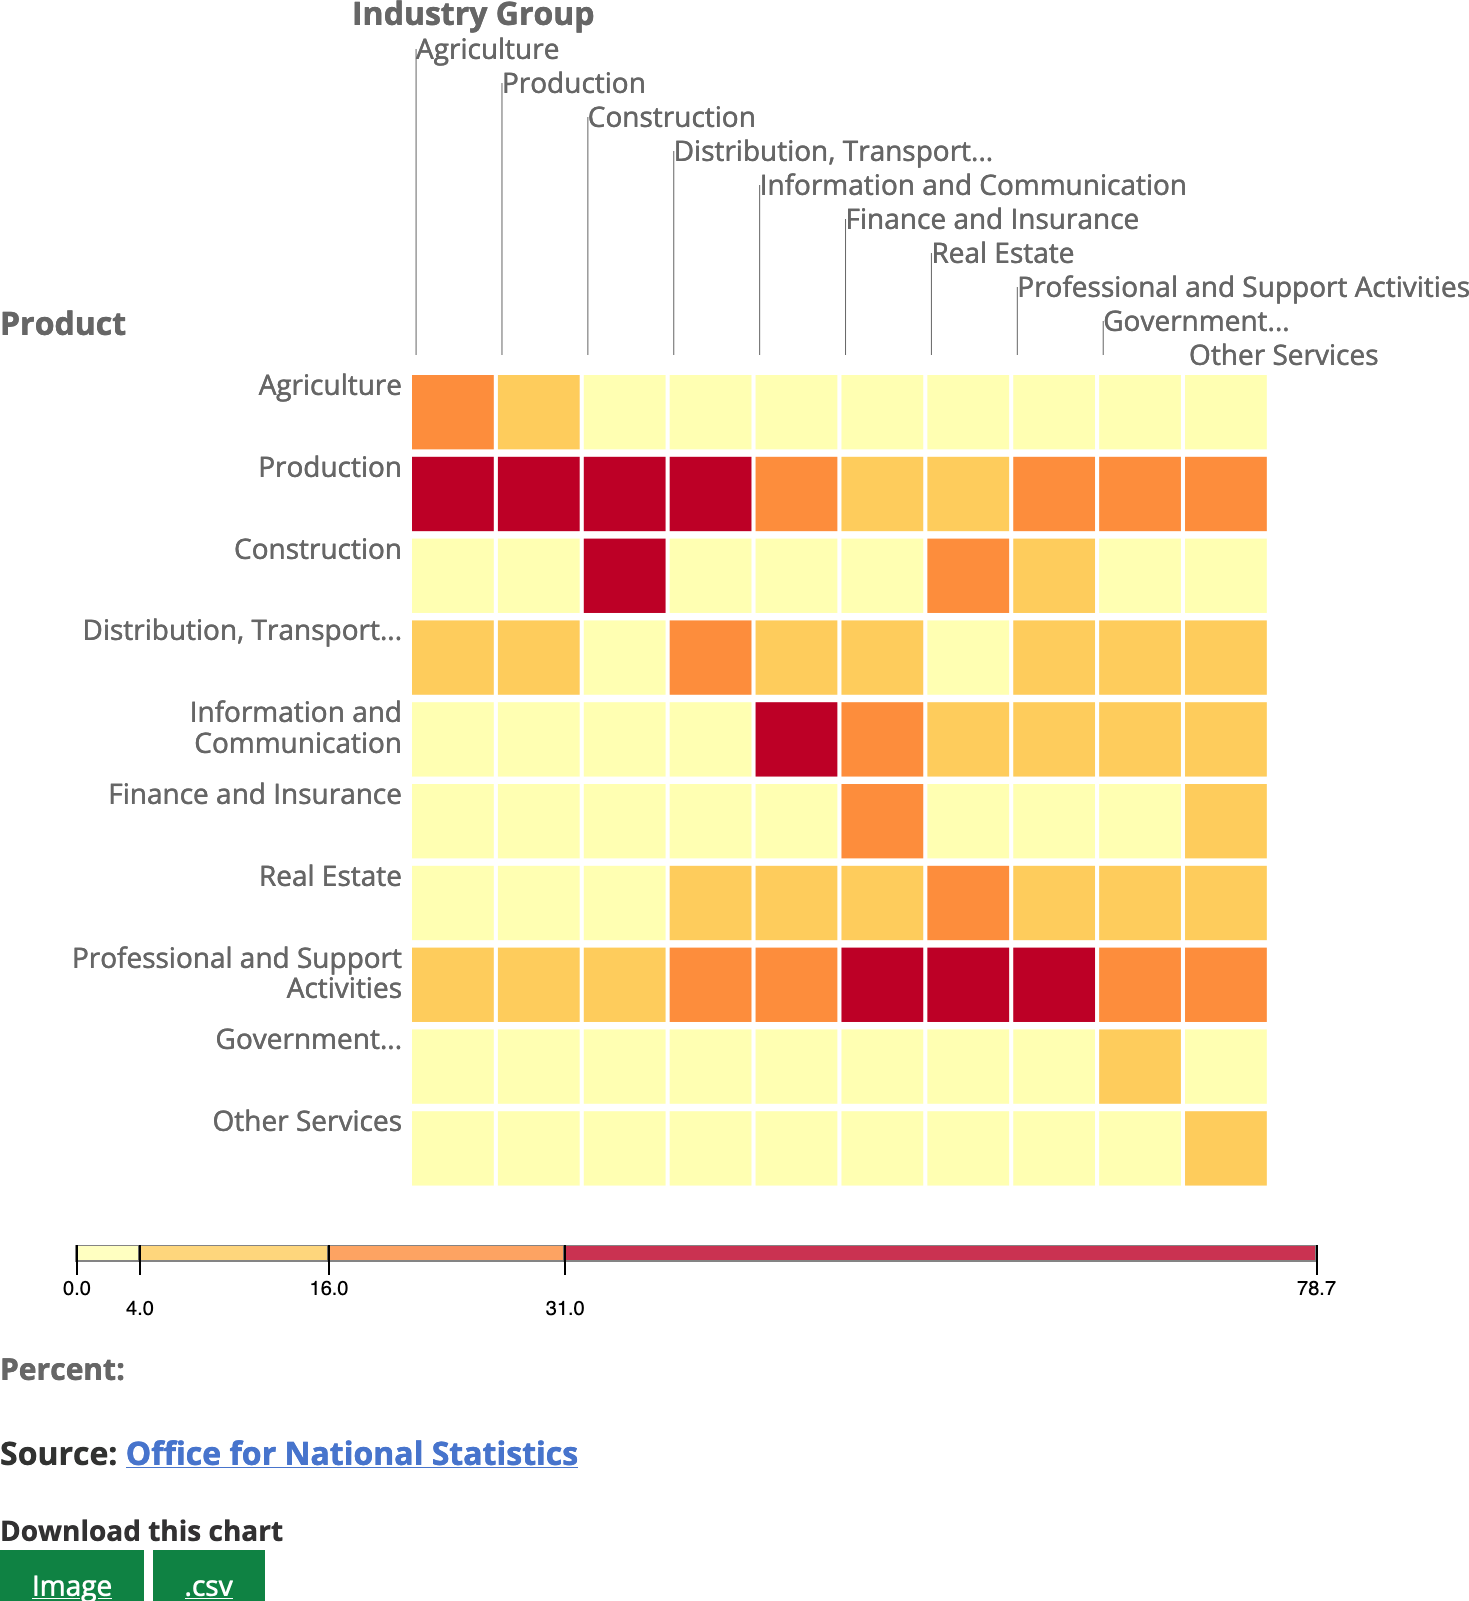 Industry Group
Agriculture
Production
Construction
Distribution, Transport...
Information and Communication
Finance and Insurance
Real Estate
Professional and Support Activities
Government...
Other Services
Product
Agriculture
Production
Construction
Distribution, Transport...
Information and
Communication
Finance and Insurance
Real Estate
Professional and Support
Activities
Government...
Other Services
0.0
4.0
16.0
31.0
78.7
Percent:
Source: Office for National Statistics
Download this chart
Image .csv